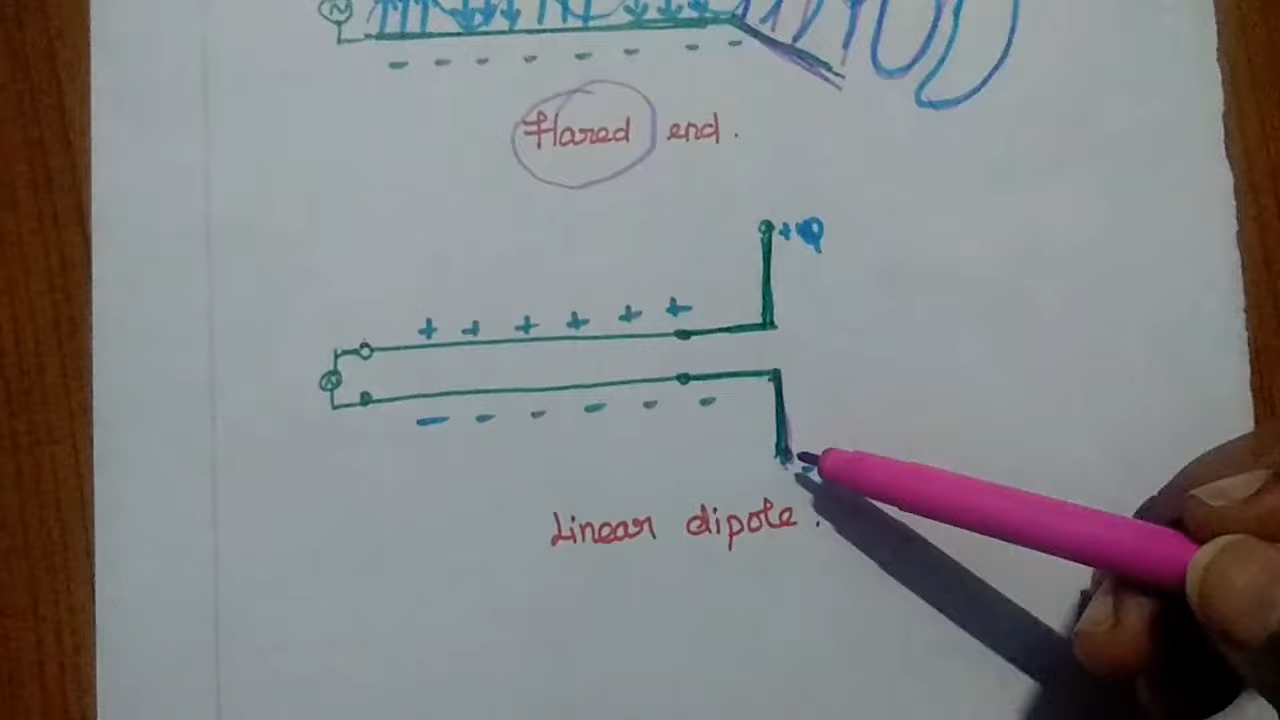 Flared end.
+Q
+ + + + + +
- - - - - -
Linear dipole.